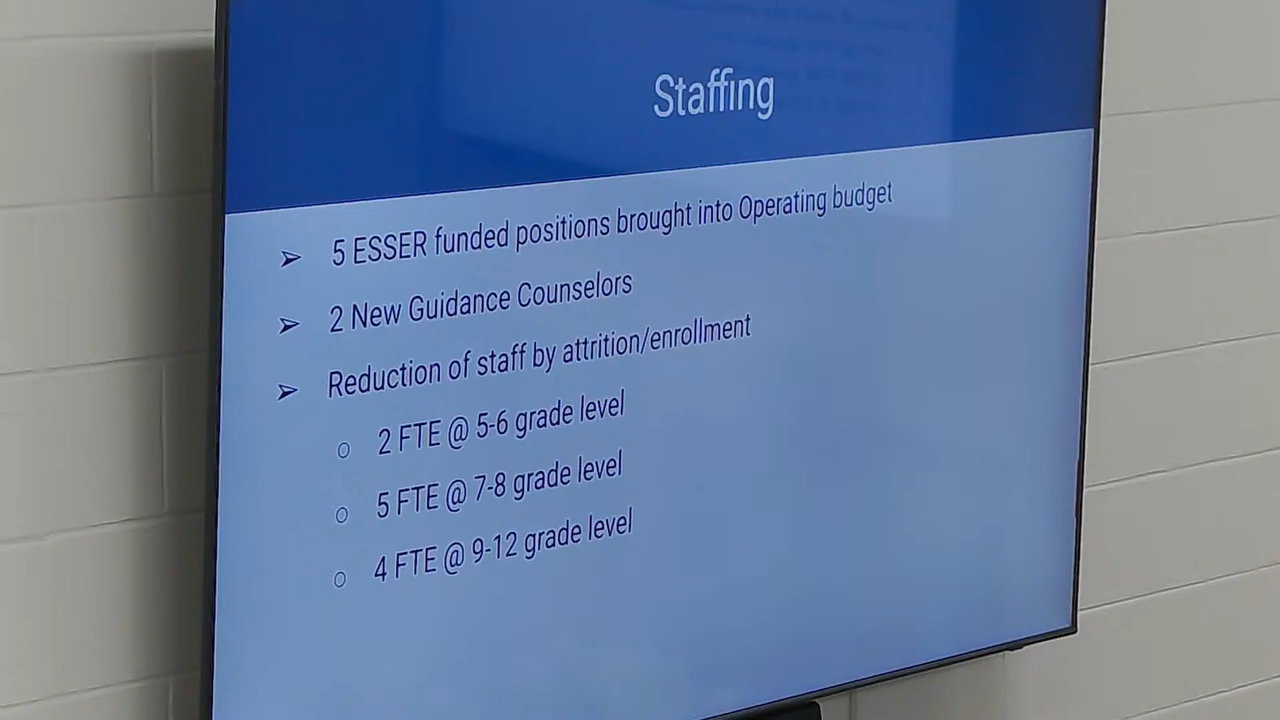 Staffing
➢ 5 ESSER funded positions brought into Operating budget
➢ 2 New Guidance Counselors
➢ Reduction of staff by attrition/enrollment
○ 2 FTE @ 5-6 grade level
○ 5 FTE @ 7-8 grade level
○ 4 FTE @ 9-12 grade level